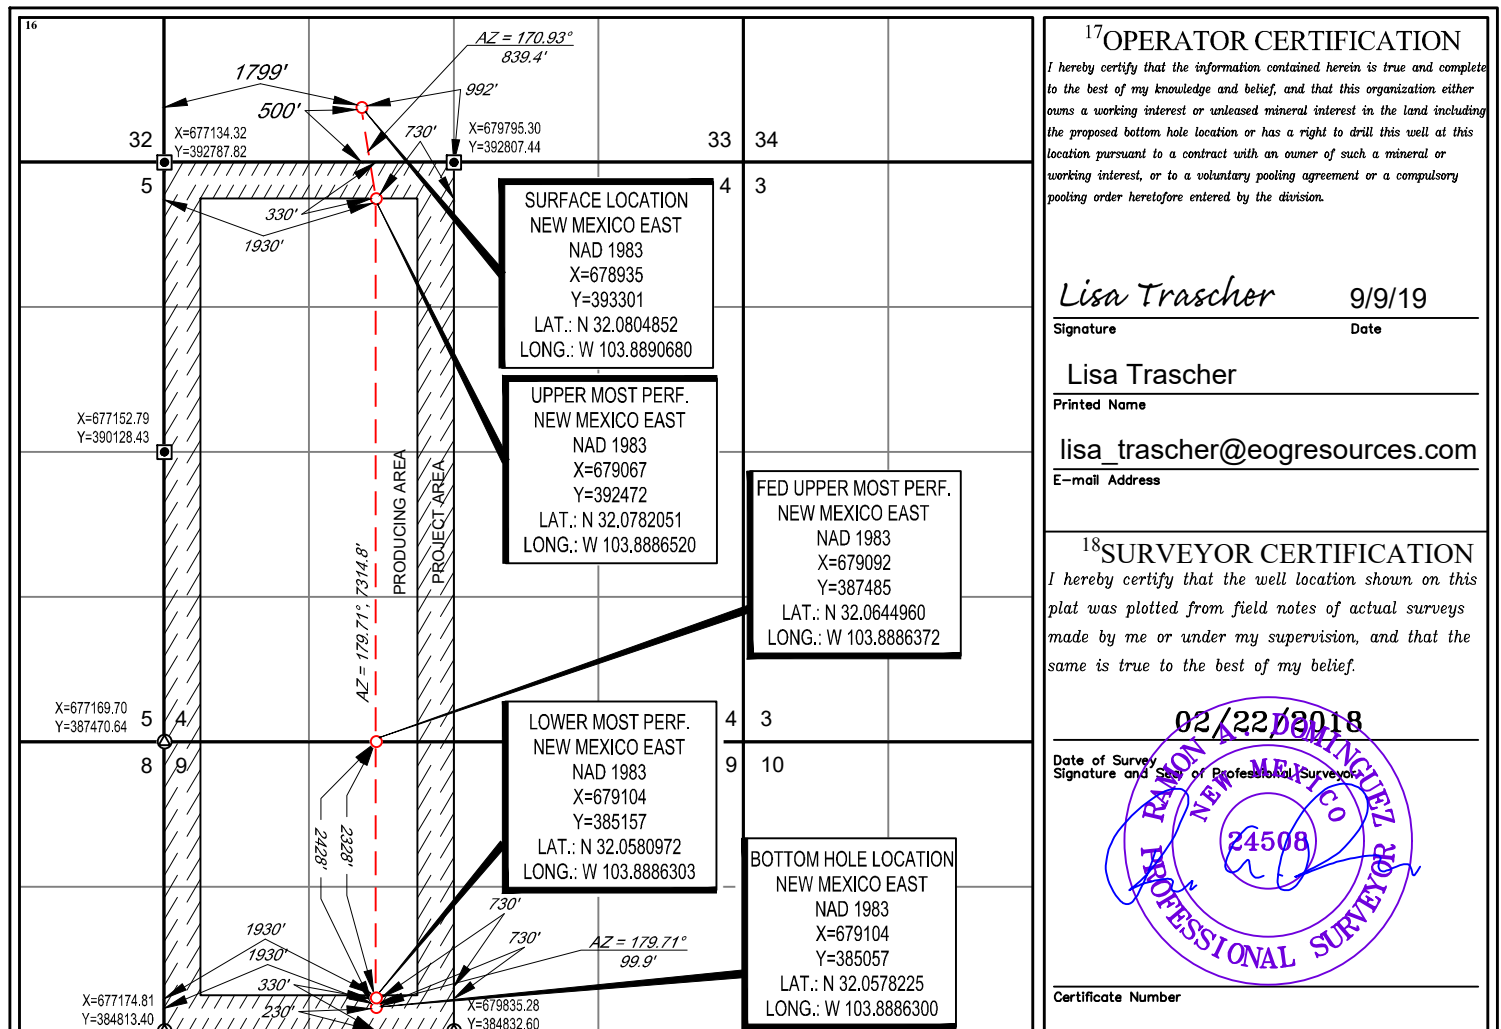 16
AZ = 170.93°
839.4'
1799'
500'
992'
730'
X=677134.32
Y=392787.82
X=679795.30
Y=392807.44
32
33
34
5
4
3
330'
1930'
SURFACE LOCATION
NEW MEXICO EAST
NAD 1983
X=678935
Y=393301
LAT.: N 32.0804852
LONG.: W 103.8890680
UPPER MOST PERF.
NEW MEXICO EAST
NAD 1983
X=679067
Y=392472
LAT.: N 32.0782051
LONG.: W 103.8886520
X=677152.79
Y=390128.43
PRODUCING AREA
PROJECT AREA
AZ = 179.71°, 7314.8'
FED UPPER MOST PERF.
NEW MEXICO EAST
NAD 1983
X=679092
Y=387485
LAT.: N 32.0644960
LONG.: W 103.8886372
X=677169.70
Y=387470.64
5
4
4
3
8
9
9
10
LOWER MOST PERF.
NEW MEXICO EAST
NAD 1983
X=679104
Y=385157
LAT.: N 32.0580972
LONG.: W 103.8886303
2428'
2328'
BOTTOM HOLE LOCATION
NEW MEXICO EAST
NAD 1983
X=679104
Y=385057
LAT.: N 32.0578225
LONG.: W 103.8886300
730'
730'
AZ = 179.71°
99.9'
1930'
1930'
330'
230'
X=677174.81
Y=384813.40
X=679835.28
Y=384832.60
17OPERATOR CERTIFICATION
I hereby certify that the information contained herein is true and complete
to the best of my knowledge and belief, and that this organization either
owns a working interest or unleased mineral interest in the land including
the proposed bottom hole location or has a right to drill this well at this
location pursuant to a contract with an owner of such a mineral or
working interest, or to a voluntary pooling agreement or a compulsory
pooling order heretofore entered by the division.
Lisa Trascher 9/9/19
Signature Date
Lisa Trascher
Printed Name
lisa_trascher@eogresources.com
E-mail Address
18SURVEYOR CERTIFICATION
I hereby certify that the well location shown on this
plat was plotted from field notes of actual surveys
made by me or under my supervision, and that the
same is true to the best of my belief.
02/22/2018
Date of Survey
Signature and Seal of Professional Surveyor:
RAMON A. DOMINGUEZ
NEW MEXICO
24508
PROFESSIONAL SURVEYOR
Certificate Number